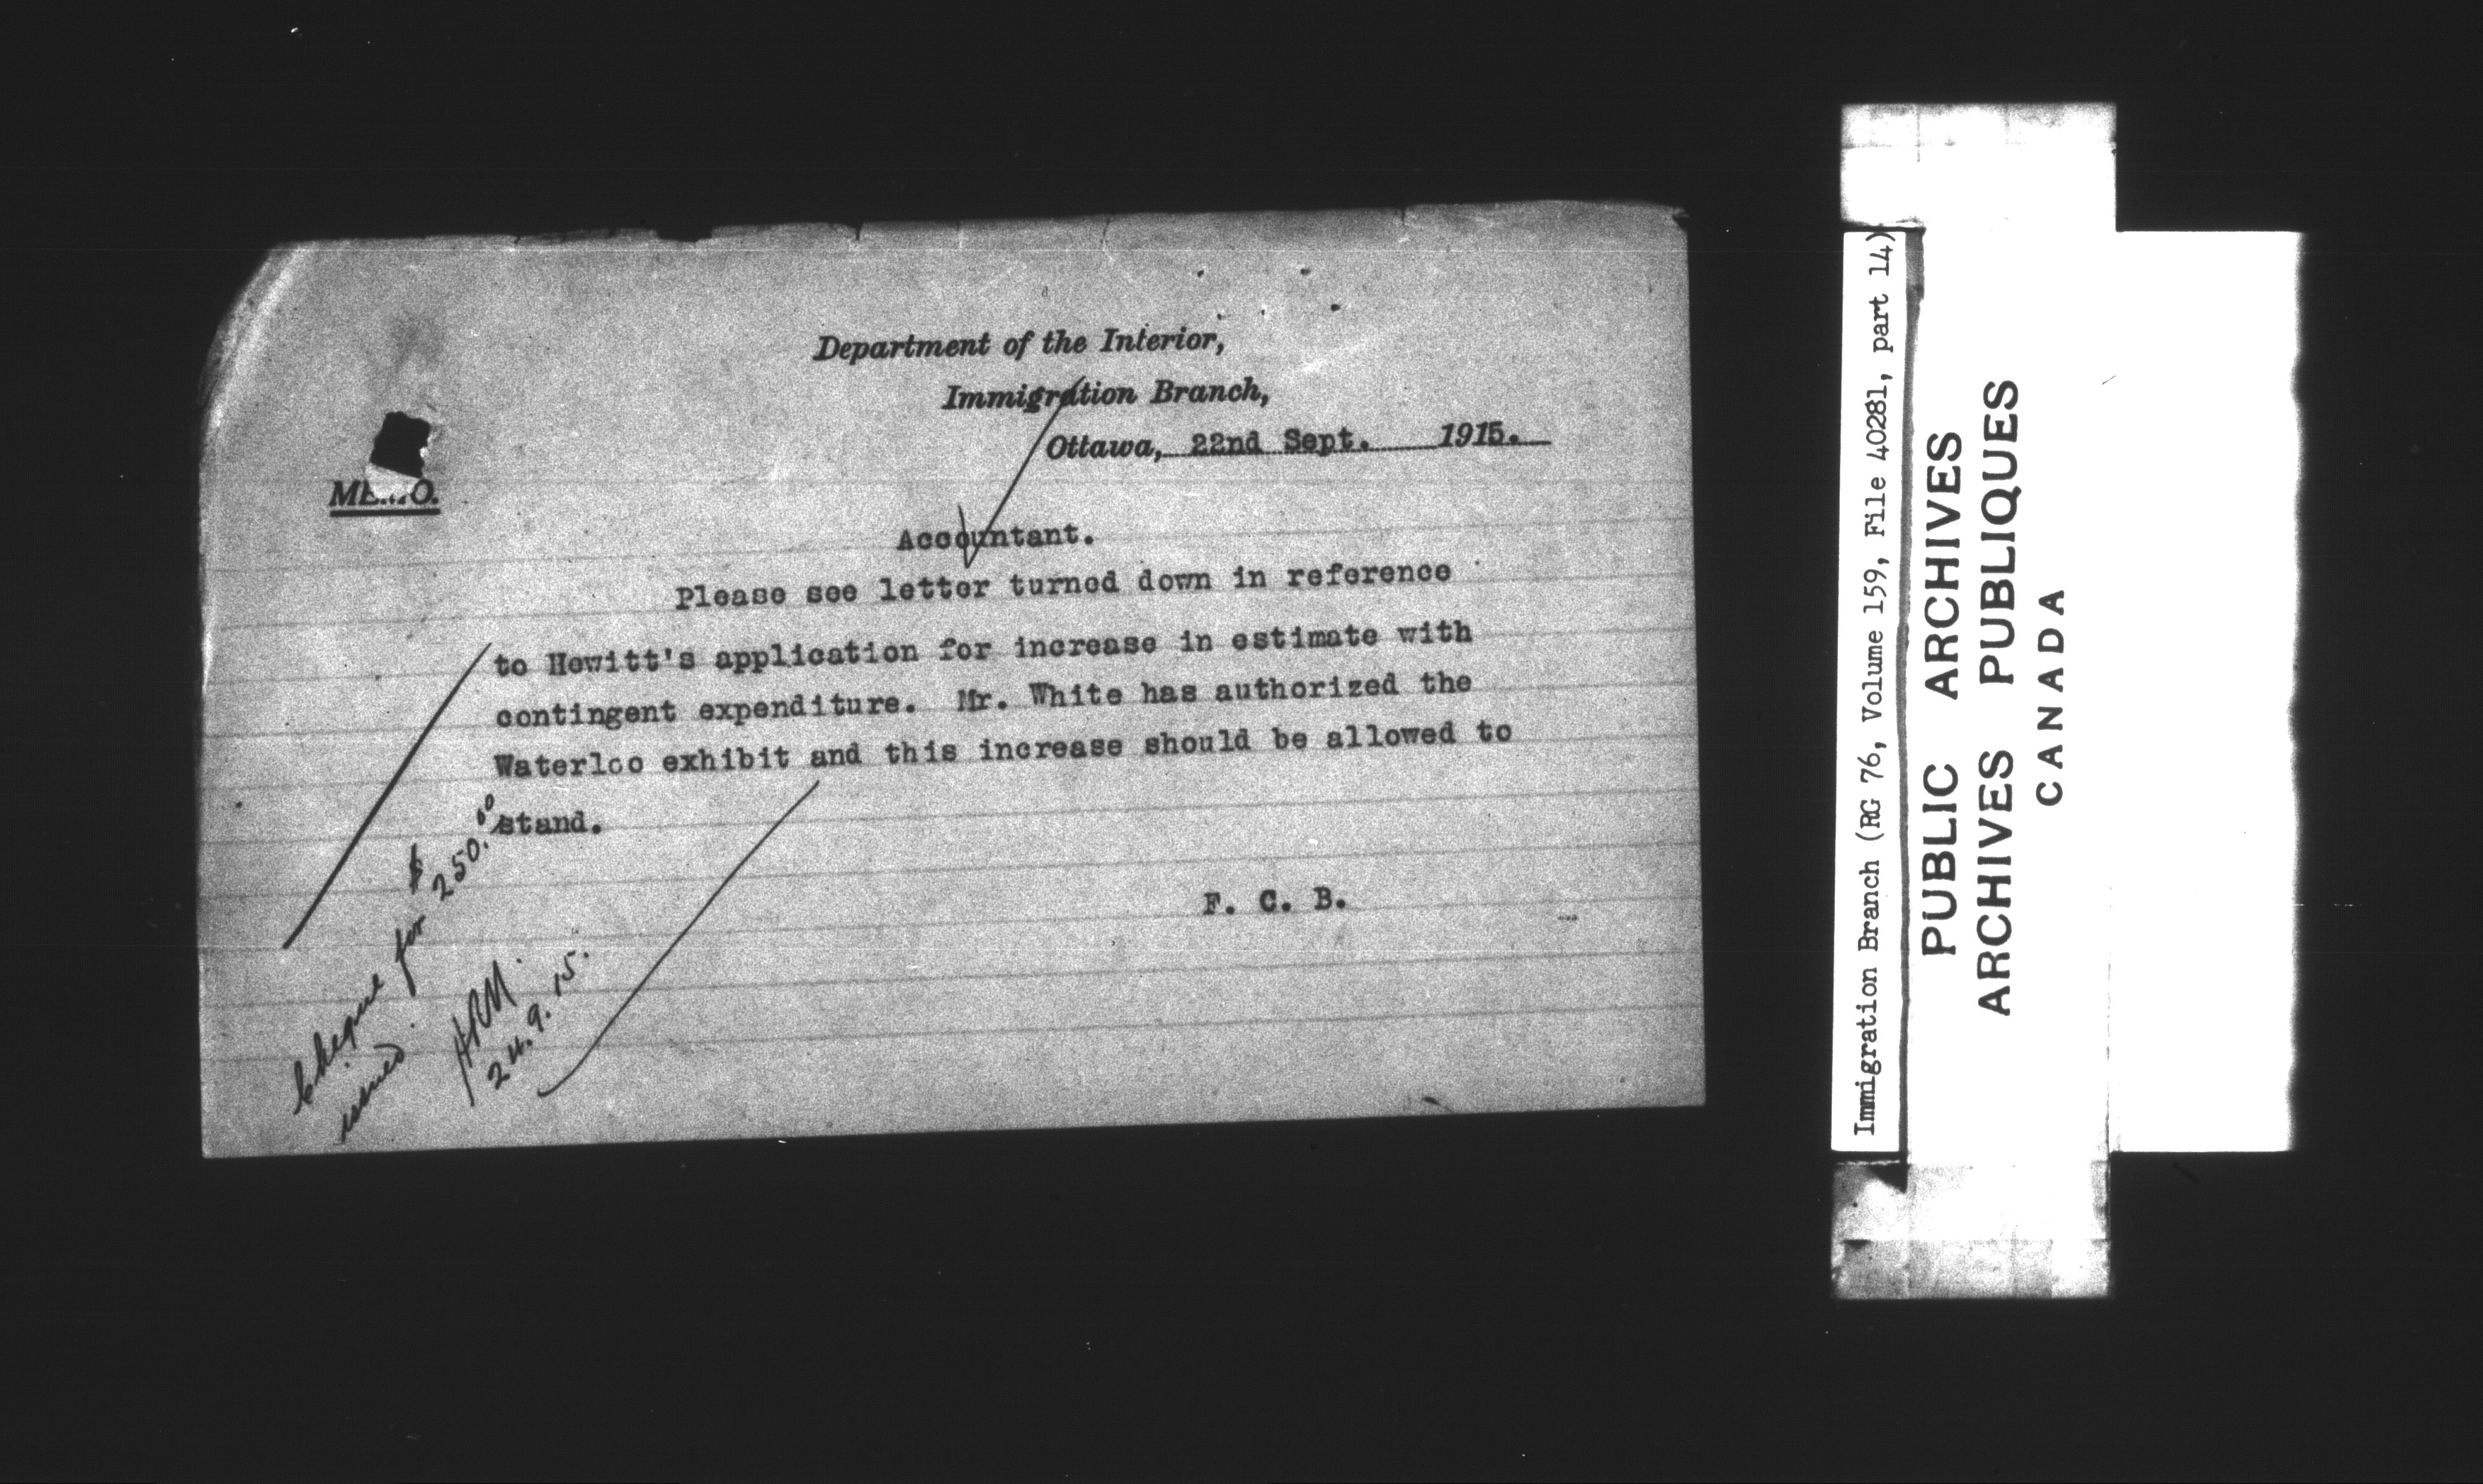 Department of the Interior,
Immigration Branch,
Ottawa, 22nd Sept. 1915.
MEMO.
Accountant.
Please see letter turned down in reference
to Hewitt's application for increase in estimate with
contingent expenditure. Mr. White has authorized the
Waterloo exhibit and this increase should be allowed to
stand.
F. C. B.
Cheque for $250.00
issued.
24.9.15.
Immigration Branch (RG 76, Volume 159, File 40281, part 14)
PUBLIC ARCHIVES
ARCHIVES PUBLIQUES
CANADA